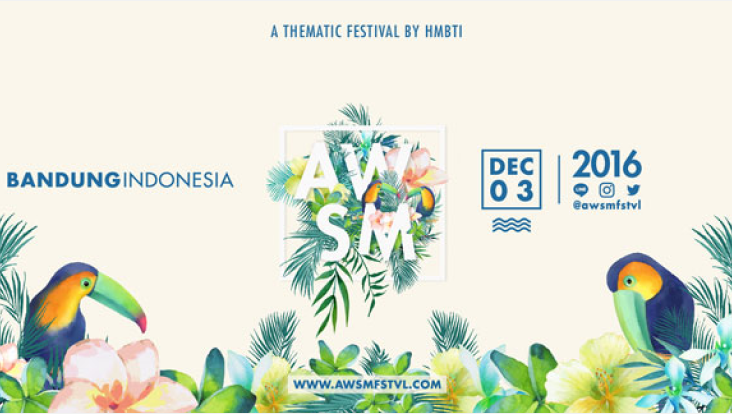 A THEMATIC FESTIVAL BY HMBTI
BANDUNGINDONESIA
AW
SM
DEC
03
2016
@awsmfstvl
WWW.AWSMFSTVL.COM